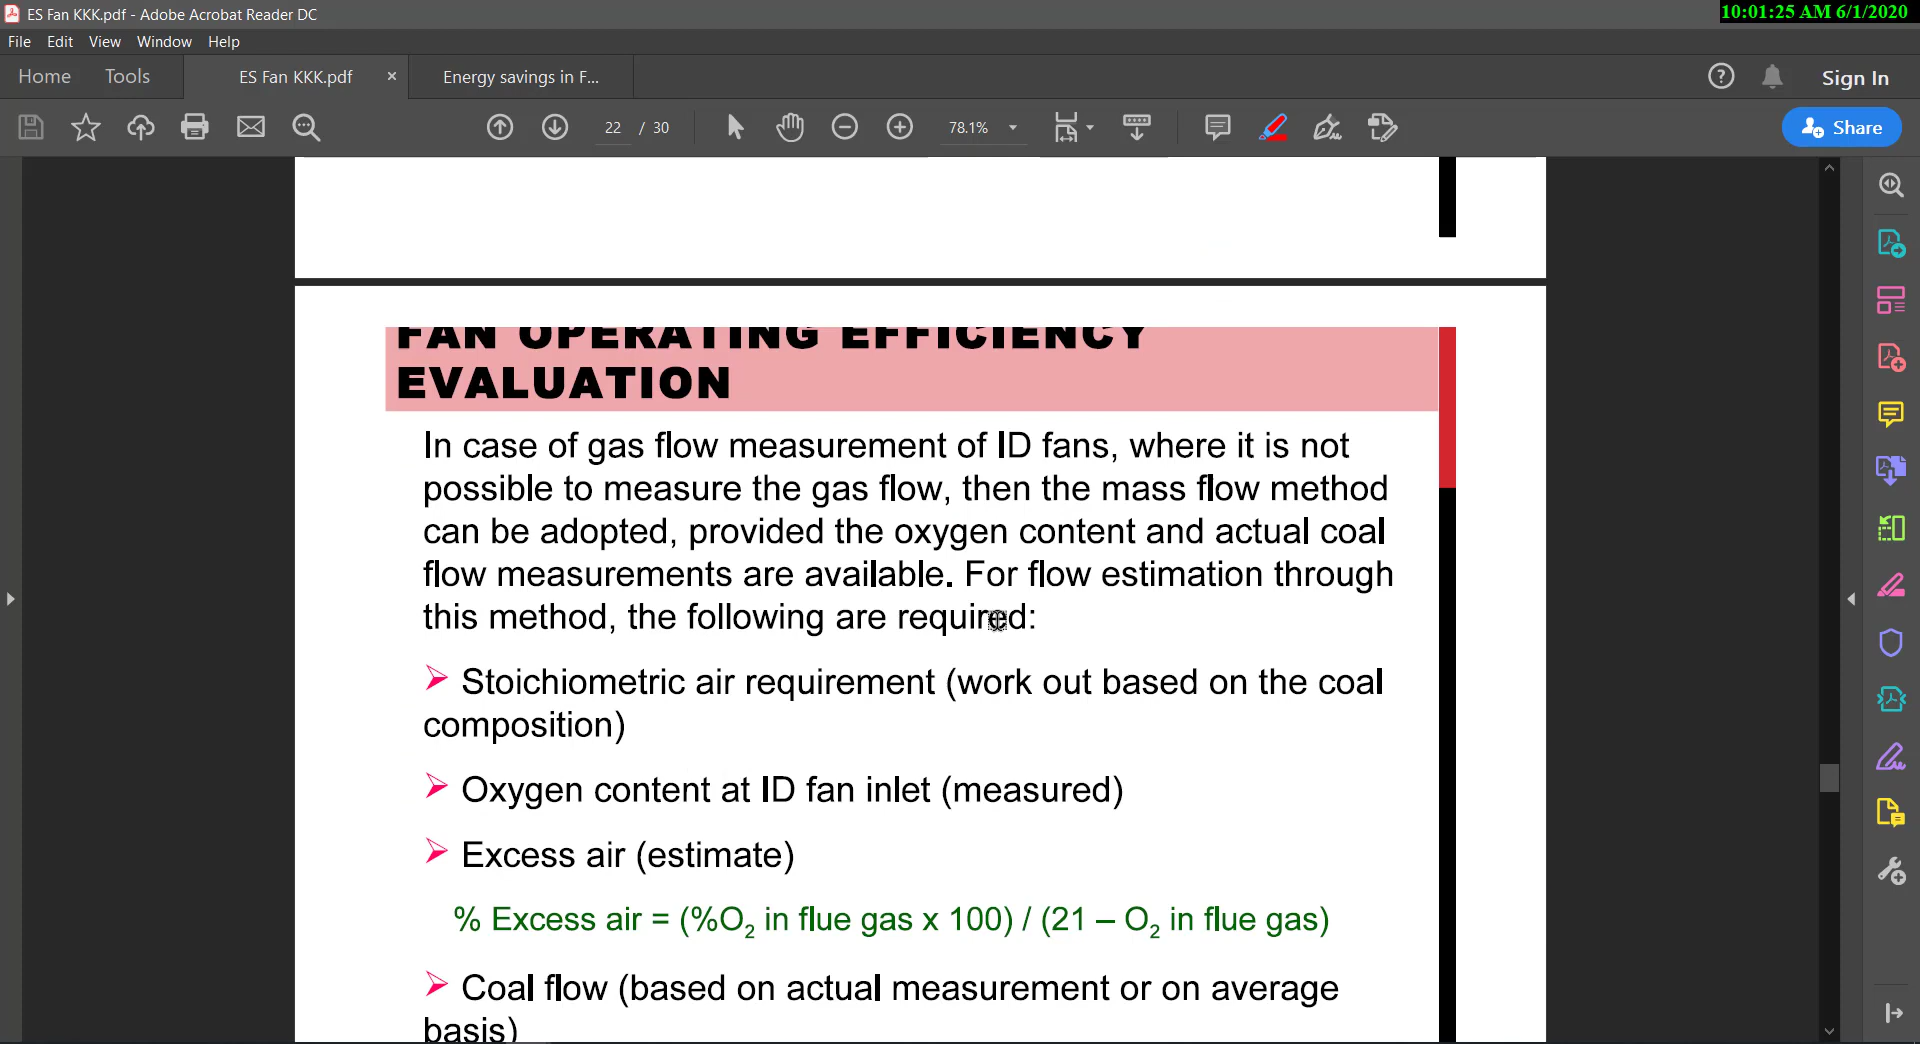 ES Fan KKK.pdf - Adobe Acrobat Reader DC
10:01:25 AM 6/1/2020
File Edit View Window Help
Home Tools ES Fan KKK.pdf × Energy savings in F... ? Sign In
22 / 30 78.1% Share
FAN OPERATING EFFICIENCY
EVALUATION
In case of gas flow measurement of ID fans, where it is not
possible to measure the gas flow, then the mass flow method
can be adopted, provided the oxygen content and actual coal
flow measurements are available. For flow estimation through
this method, the following are required:
➢ Stoichiometric air requirement (work out based on the coal
composition)
➢ Oxygen content at ID fan inlet (measured)
➢ Excess air (estimate)
% Excess air = (%O₂ in flue gas x 100) / (21 – O₂ in flue gas)
➢ Coal flow (based on actual measurement or on average
basis)